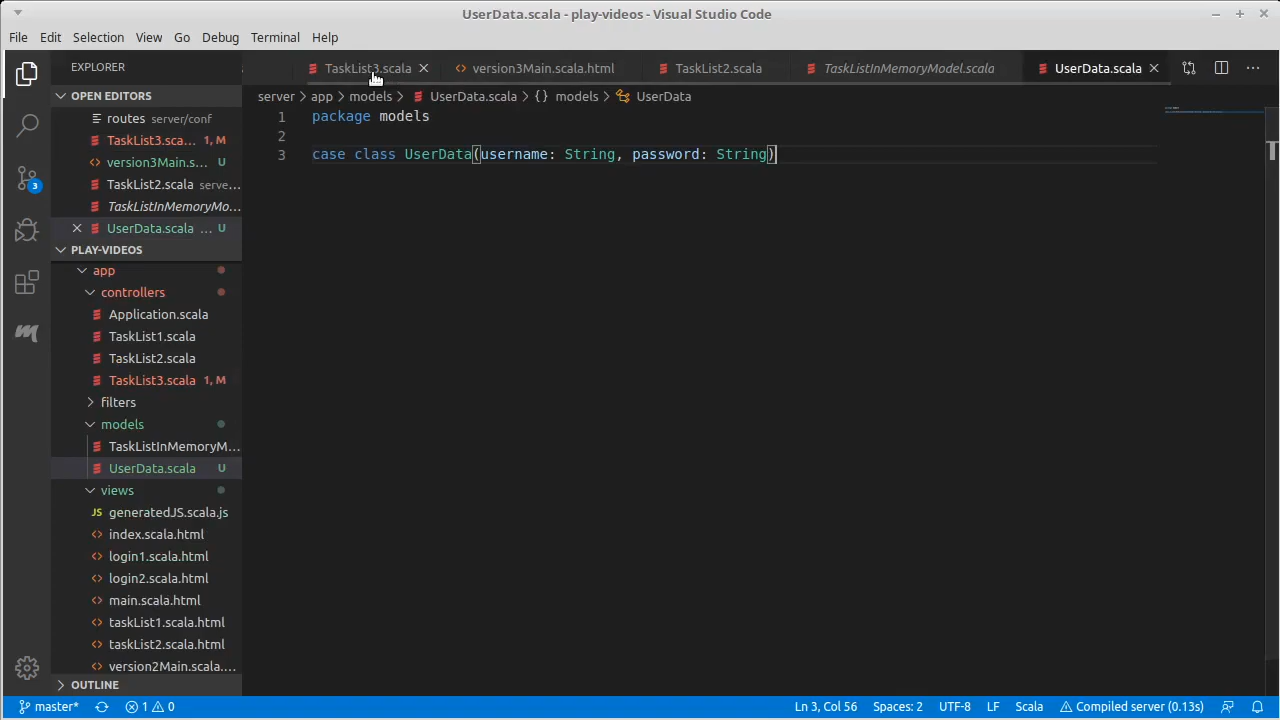 UserData.scala - play-videos - Visual Studio Code
File Edit Selection View Go Debug Terminal Help
EXPLORER
TaskList3.scala version3Main.scala.html TaskList2.scala TaskListInMemoryModel.scala UserData.scala
OPEN EDITORS
server > app > models > UserData.scala > {} models > UserData
routes server/conf
TaskList3.sca... 1, M
version3Main.s... U
TaskList2.scala serve...
TaskListInMemoryMo...
UserData.scala ... U
1 package models
2
3 case class UserData(username: String, password: String)
PLAY-VIDEOS
app
controllers
Application.scala
TaskList1.scala
TaskList2.scala
TaskList3.scala 1, M
filters
models
TaskListInMemoryM...
UserData.scala U
views
JS generatedJS.scala.js
index.scala.html
login1.scala.html
login2.scala.html
main.scala.html
taskList1.scala.html
taskList2.scala.html
version2Main.scala....
OUTLINE
3
master* 1 0 Ln 3, Col 56 Spaces: 2 UTF-8 LF Scala Compiled server (0.13s)